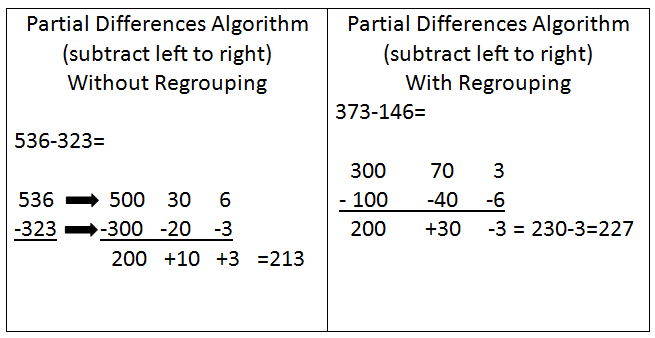 Partial Differences Algorithm
(subtract left to right)
Without Regrouping
536-323=
536 500 30 6
-323 -300 -20 -3
200 +10 +3 =213
Partial Differences Algorithm
(subtract left to right)
With Regrouping
373-146=
300 70 3
- 100 -40 -6
200 +30 -3 = 230-3=227